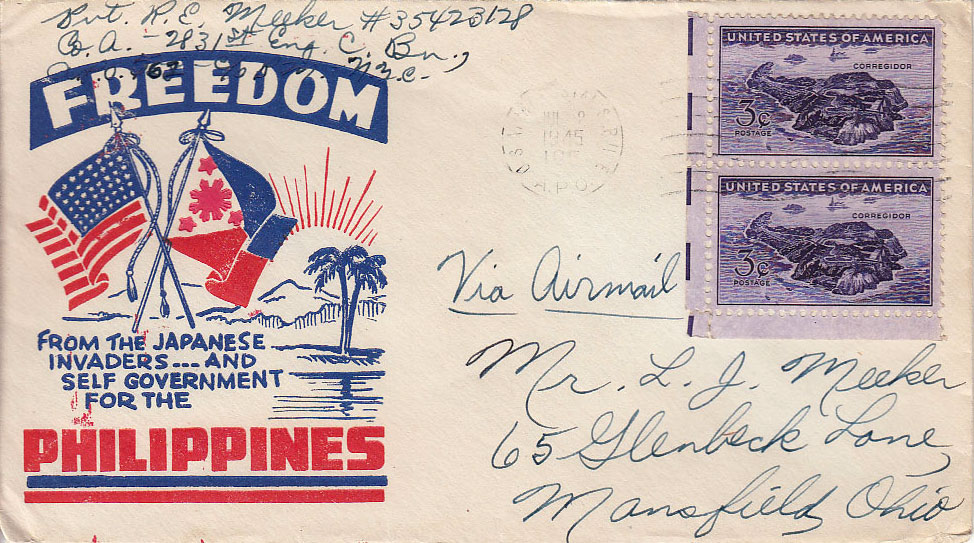 Pvt. R. E. Meeker #35423128
Co. A. - 2831st Eng. C. Bn.,
N.Y.C.
FREEDOM
FROM THE JAPANESE
INVADERS... AND
SELF GOVERNMENT
FOR THE
PHILIPPINES
1945
A.P.O.
UNITED STATES OF AMERICA
CORREGIDOR
3¢
POSTAGE
UNITED STATES OF AMERICA
CORREGIDOR
3¢
POSTAGE
Via Airmail
Mr. L. J. Meeker
65 Glenbeck Lane,
Mansfield, Ohio